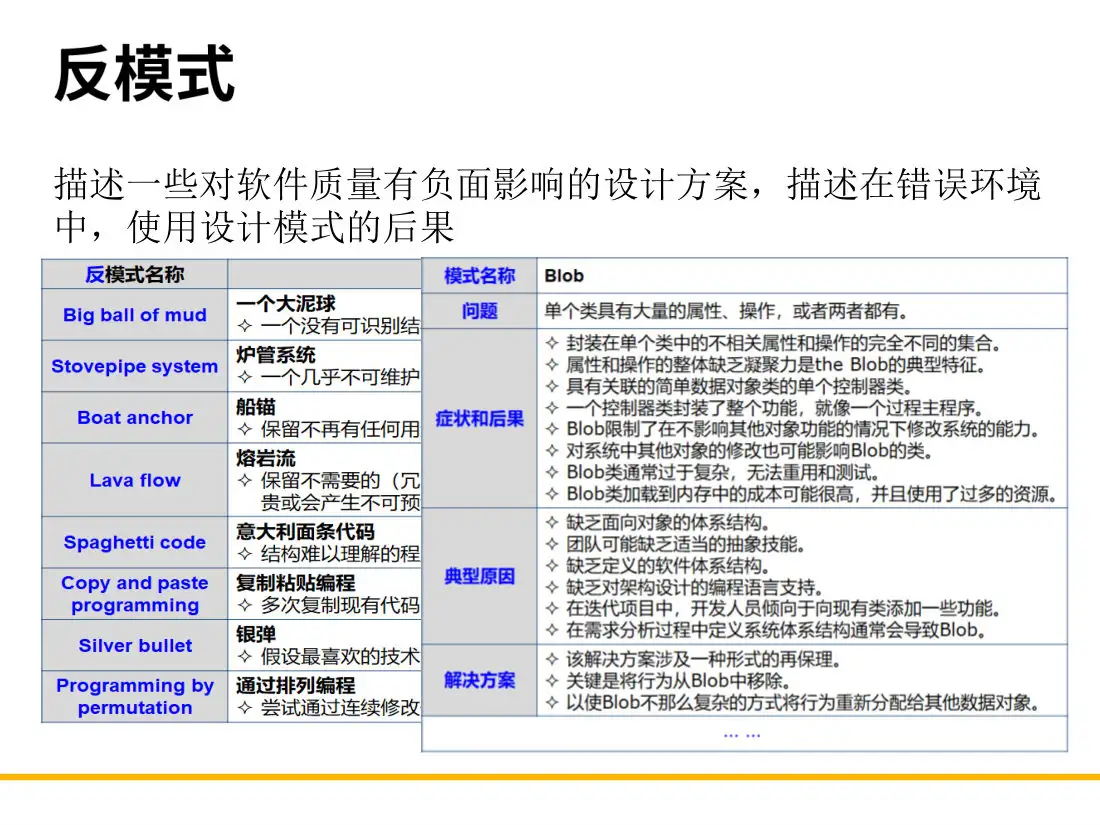 反模式
描述一些对软件质量有负面影响的设计方案，描述在错误环境
中，使用设计模式的后果
反模式名称
Big ball of mud
一个大泥球
✧ 一个没有可识别结
Stovepipe system
炉管系统
✧ 一个几乎不可维护
Boat anchor
船锚
✧ 保留不再有任何用
Lava flow
熔岩流
✧ 保留不需要的（冗
贵或会产生不可预
Spaghetti code
意大利面条代码
✧ 结构难以理解的程
Copy and paste
programming
复制粘贴编程
✧ 多次复制现有代码
Silver bullet
银弹
✧ 假设最喜欢的技术
Programming by
permutation
通过排列编程
✧ 尝试通过连续修改
模式名称
Blob
问题
单个类具有大量的属性、操作，或者两者都有。
症状和后果
✧ 封装在单个类中的不相关属性和操作的完全不同的集合。
✧ 属性和操作的整体缺乏凝聚力是the Blob的典型特征。
✧ 具有关联的简单数据对象类的单个控制器类。
✧ 一个控制器类封装了整个功能，就像一个过程主程序。
✧ Blob限制了在不影响其他对象功能的情况下修改系统的能力。
✧ 对系统中其他对象的修改也可能影响Blob的类。
✧ Blob类通常过于复杂，无法重用和测试。
✧ Blob类加载到内存中的成本可能很高，并且使用了过多的资源。
典型原因
✧ 缺乏面向对象的体系结构。
✧ 团队可能缺乏适当的抽象技能。
✧ 缺乏定义的软件体系结构。
✧ 缺乏对架构设计的编程语言支持。
✧ 在迭代项目中，开发人员倾向于向现有类添加一些功能。
✧ 在需求分析过程中定义系统体系结构通常会导致Blob。
解决方案
✧ 该解决方案涉及一种形式的再保理。
✧ 关键是将行为从Blob中移除。
✧ 以使Blob不那么复杂的方式将行为重新分配给其他数据对象。
… …